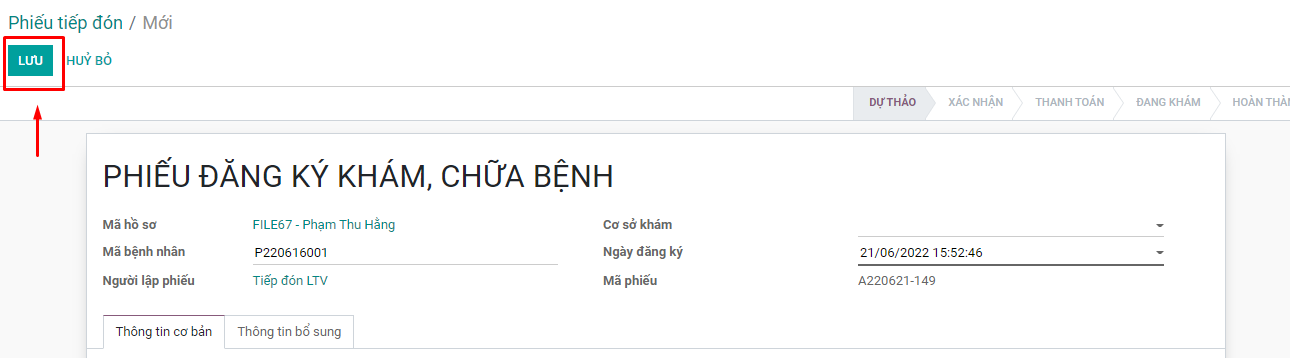 Phiếu tiếp đón / Mới
LƯU HUỶ BỎ
DỰ THẢO XÁC NHẬN THANH TOÁN ĐANG KHÁM HOÀN THÀN
PHIẾU ĐĂNG KÝ KHÁM, CHỮA BỆNH
Mã hồ sơ FILE67 - Phạm Thu Hằng Cơ sở khám
Mã bệnh nhân P220616001 Ngày đăng ký 21/06/2022 15:52:46
Người lập phiếu Tiếp đón LTV Mã phiếu A220621-149
Thông tin cơ bản Thông tin bổ sung